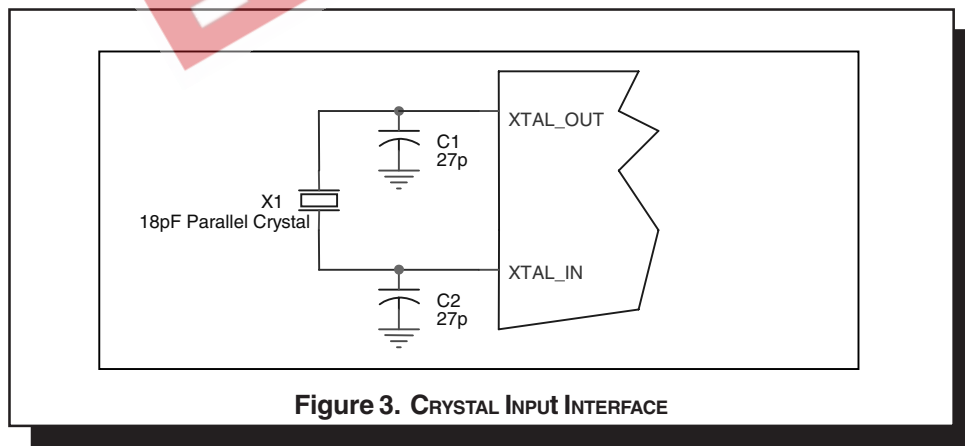 XTAL_OUT
C1
27p
X1
18pF Parallel Crystal
XTAL_IN
C2
27p
Figure 3. CRYSTAL INPUt INTERFACE